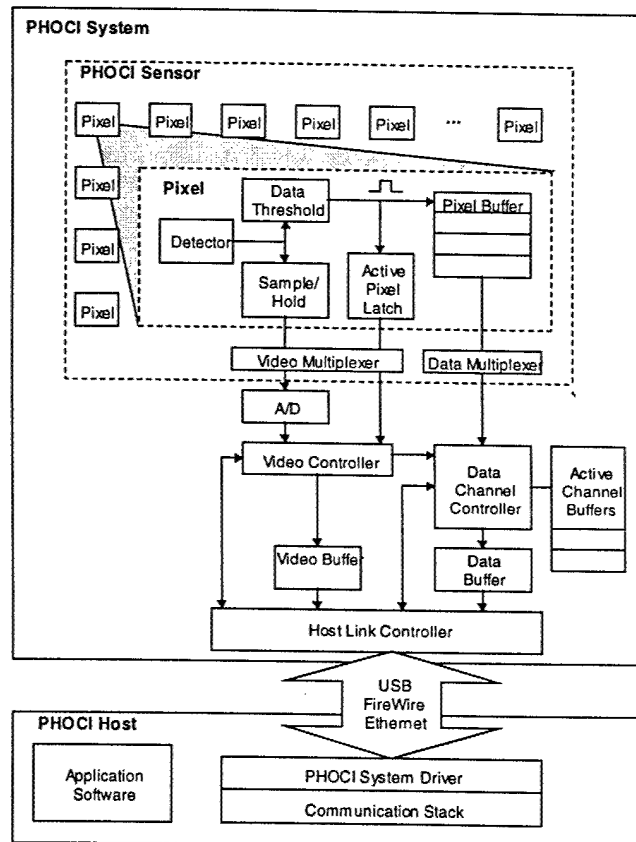 PHOCI System
PHOCI Sensor
Pixel Pixel Pixel Pixel Pixel ... Pixel
Pixel
Pixel
Pixel
Pixel
Data
Threshold
Pixel Buffer
Detector
Sample/
Hold
Active
Pixel
Latch
Video Multiplexer
Data Multiplexer
A/D
Video Controller
Data
Channel
Controller
Active
Channel
Buffers
Video Buffer
Data
Buffer
Host Link Controller
USB
FireWire
Ethernet
PHOCI Host
Application
Software
PHOCI System Driver
Communication Stack